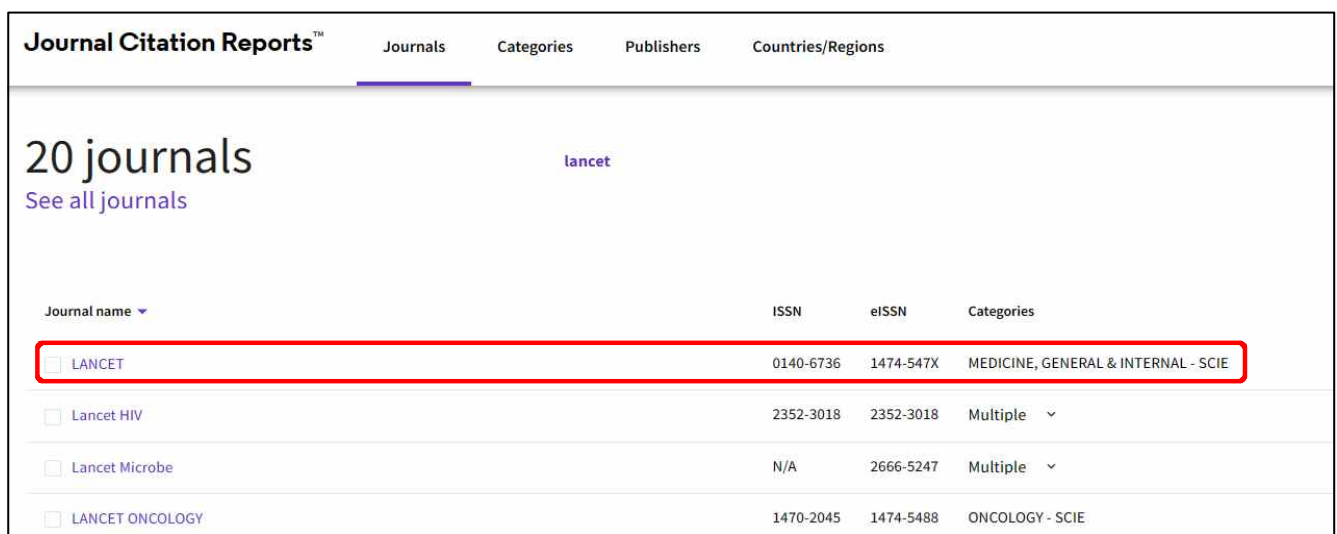 Journal Citation Reports™ Journals Categories Publishers Countries/Regions
20 journals lancet
See all journals
Journal name ISSN eISSN Categories
LANCET 0140-6736 1474-547X MEDICINE, GENERAL & INTERNAL - SCIE
Lancet HIV 2352-3018 2352-3018 Multiple
Lancet Microbe N/A 2666-5247 Multiple
LANCET ONCOLOGY 1470-2045 1474-5488 ONCOLOGY - SCIE